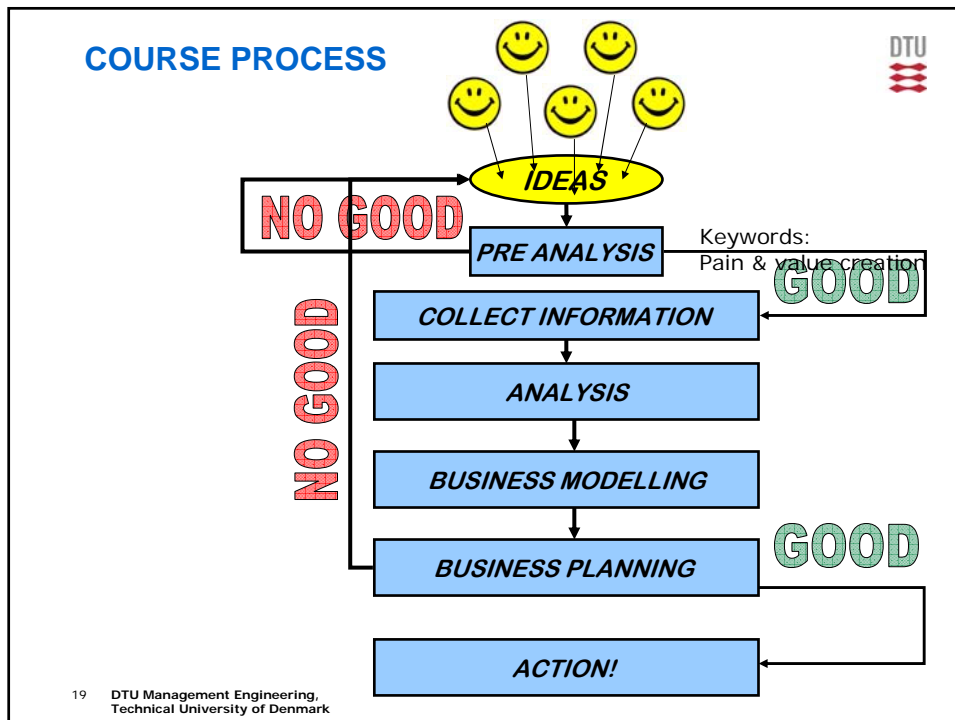 COURSE PROCESS
DTU
IDEAS
NO GOOD
PRE ANALYSIS
Keywords:
Pain & value creation
GOOD
COLLECT INFORMATION
NO GOOD
ANALYSIS
BUSINESS MODELLING
GOOD
BUSINESS PLANNING
ACTION!
19 DTU Management Engineering,
Technical University of Denmark